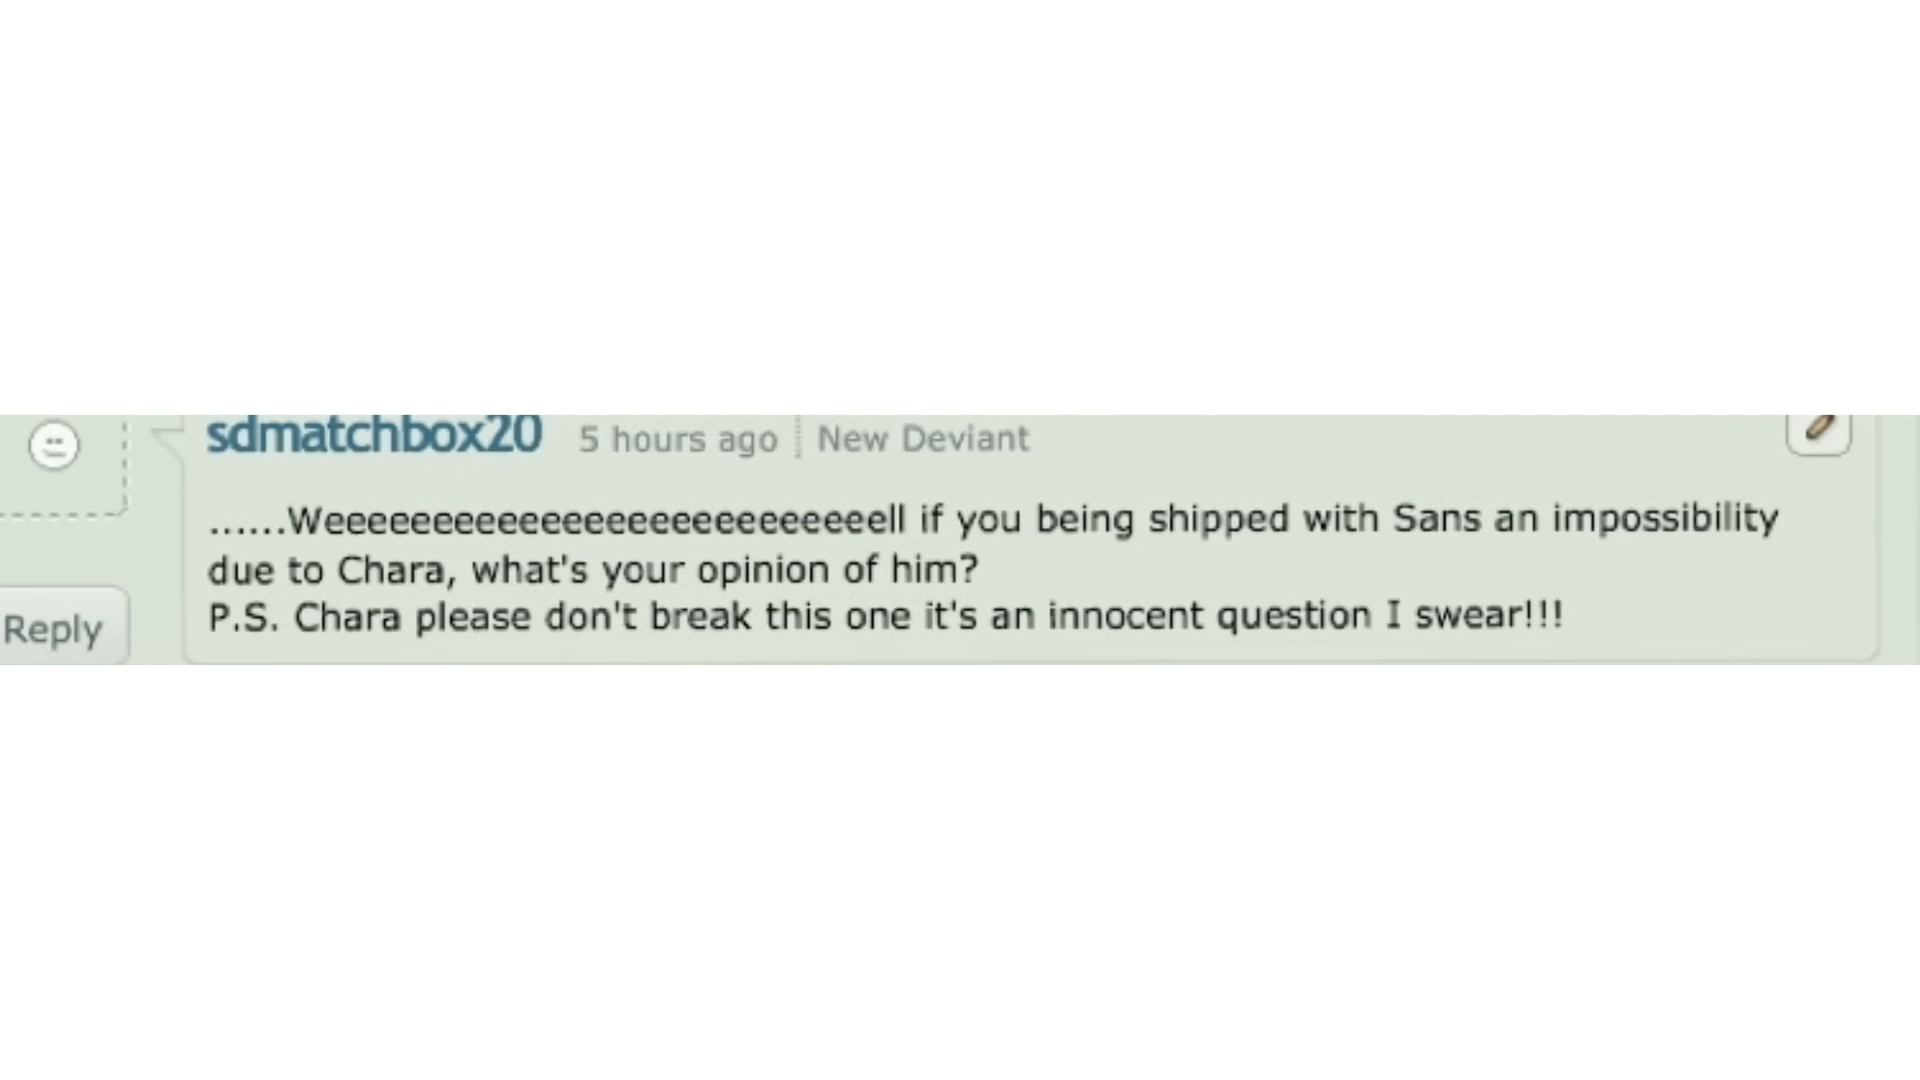 sdmatchbox20 5 hours ago New Deviant
......Weeeeeeeeeeeeeeeeeeeeeeeeeeell if you being shipped with Sans an impossibility
due to Chara, what's your opinion of him?
P.S. Chara please don't break this one it's an innocent question I swear!!!
Reply